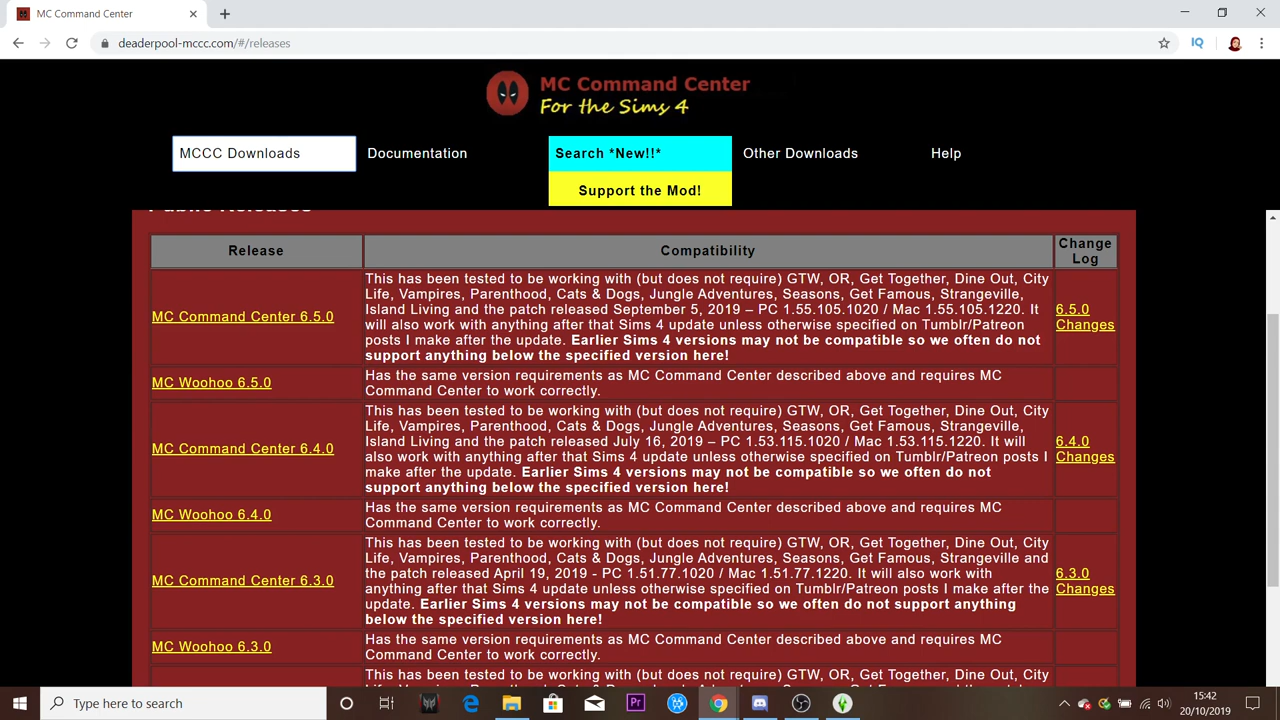 MC Command Center
deaderpool-mccc.com/#/releases
MC Command Center
For the Sims 4
MCCC Downloads
Documentation
Search *New!!*
Other Downloads
Help
Support the Mod!
Public Releases
Release
Compatibility
Change
Log
MC Command Center 6.5.0
This has been tested to be working with (but does not require) GTW, OR, Get Together, Dine Out, City
Life, Vampires, Parenthood, Cats & Dogs, Jungle Adventures, Seasons, Get Famous, Strangeville,
Island Living and the patch released September 5, 2019 – PC 1.55.105.1020 / Mac 1.55.105.1220. It
will also work with anything after that Sims 4 update unless otherwise specified on Tumblr/Patreon
posts I make after the update. Earlier Sims 4 versions may not be compatible so we often do not
support anything below the specified version here!
6.5.0
Changes
MC Woohoo 6.5.0
Has the same version requirements as MC Command Center described above and requires MC
Command Center to work correctly.
MC Command Center 6.4.0
This has been tested to be working with (but does not require) GTW, OR, Get Together, Dine Out, City
Life, Vampires, Parenthood, Cats & Dogs, Jungle Adventures, Seasons, Get Famous, Strangeville,
Island Living and the patch released July 16, 2019 – PC 1.53.115.1020 / Mac 1.53.115.1220. It will
also work with anything after that Sims 4 update unless otherwise specified on Tumblr/Patreon posts I
make after the update. Earlier Sims 4 versions may not be compatible so we often do not
support anything below the specified version here!
6.4.0
Changes
MC Woohoo 6.4.0
Has the same version requirements as MC Command Center described above and requires MC
Command Center to work correctly.
MC Command Center 6.3.0
This has been tested to be working with (but does not require) GTW, OR, Get Together, Dine Out, City
Life, Vampires, Parenthood, Cats & Dogs, Jungle Adventures, Seasons, Get Famous, Strangeville and
the patch released April 19, 2019 - PC 1.51.77.1020 / Mac 1.51.77.1220. It will also work with
anything after that Sims 4 update unless otherwise specified on Tumblr/Patreon posts I make after the
update. Earlier Sims 4 versions may not be compatible so we often do not support anything
below the specified version here!
6.3.0
Changes
MC Woohoo 6.3.0
Has the same version requirements as MC Command Center described above and requires MC
Command Center to work correctly.
This has been tested to be working with (but does not require) GTW, OR, Get Together, Dine Out, City
Type here to search
15:42
20/10/2019